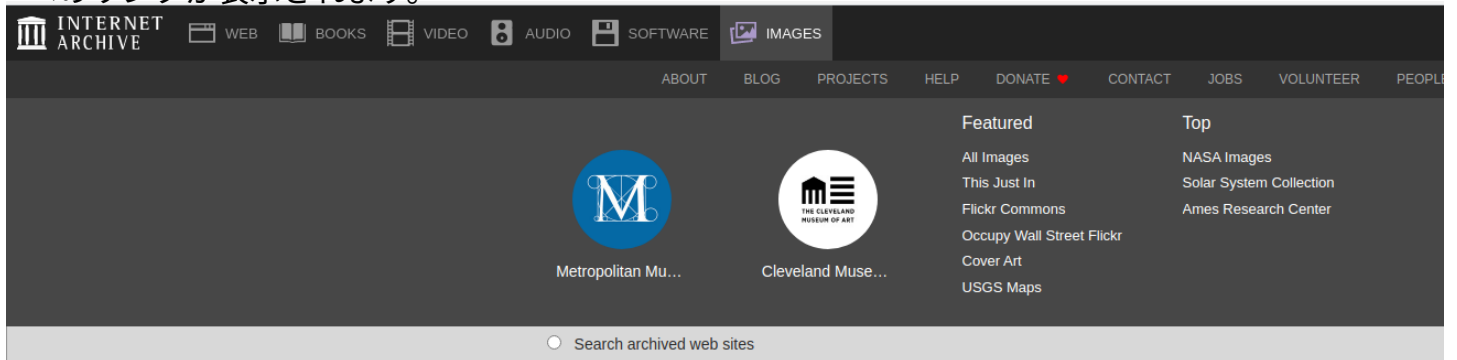 INTERNET
ARCHIVE
WEB BOOKS VIDEO AUDIO SOFTWARE IMAGES
ABOUT BLOG PROJECTS HELP DONATE CONTACT JOBS VOLUNTEER PEOPLE
M
Metropolitan Mu…
THE CLEVELAND
MUSEUM OF ART
Cleveland Muse…
Featured
All Images
This Just In
Flickr Commons
Occupy Wall Street Flickr
Cover Art
USGS Maps
Top
NASA Images
Solar System Collection
Ames Research Center
Search archived web sites